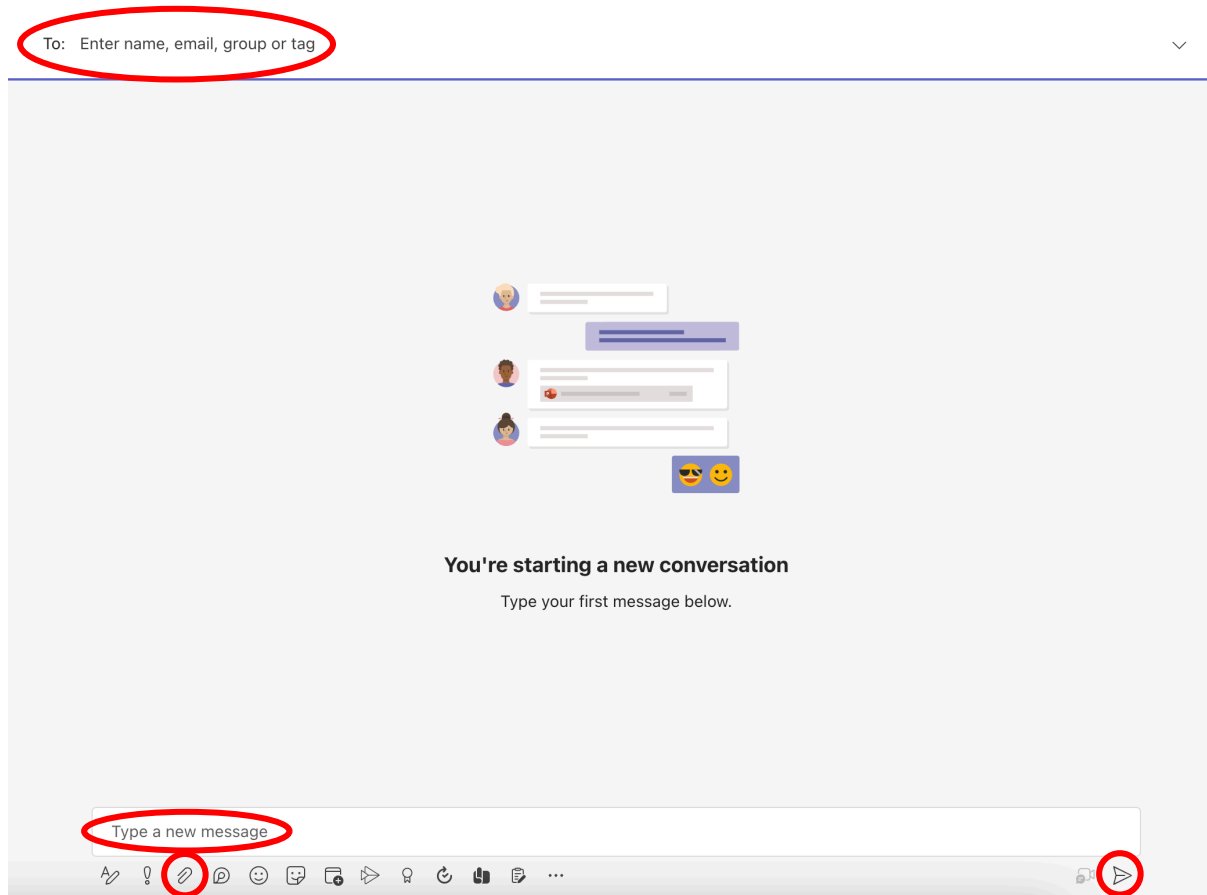 To: Enter name, email, group or tag
You're starting a new conversation
Type your first message below.
Type a new message